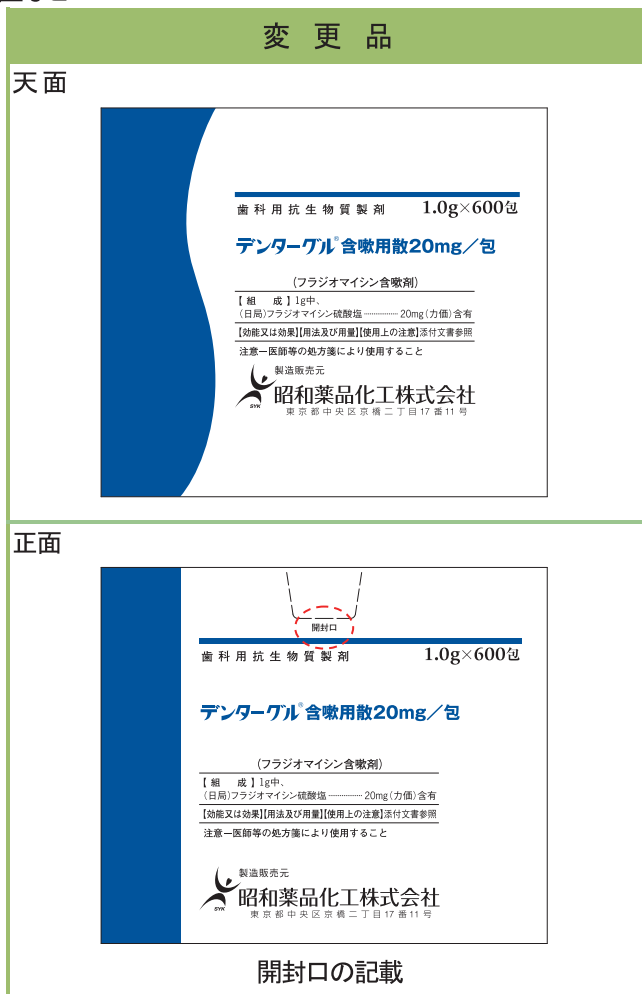 変更品
天面
歯科用抗生物質製剤 1.0g×600包
デンターグル®含嗽用散20mg／包
(フラジオマイシン含嗽剤)
【組 成】1g中、
(日局)フラジオマイシン硫酸塩 ………… 20mg(力価)含有
【効能又は効果】【用法及び用量】【使用上の注意】添付文書参照
注意－医師等の処方箋により使用すること
製造販売元
SYK 昭和薬品化工株式会社
東京都中央区京橋二丁目17番11号
正面
開封口
歯科用抗生物質製剤 1.0g×600包
デンターグル®含嗽用散20mg／包
(フラジオマイシン含嗽剤)
【組 成】1g中、
(日局)フラジオマイシン硫酸塩 ………… 20mg(力価)含有
【効能又は効果】【用法及び用量】【使用上の注意】添付文書参照
注意－医師等の処方箋により使用すること
製造販売元
SYK 昭和薬品化工株式会社
東京都中央区京橋二丁目17番11号
開封口の記載